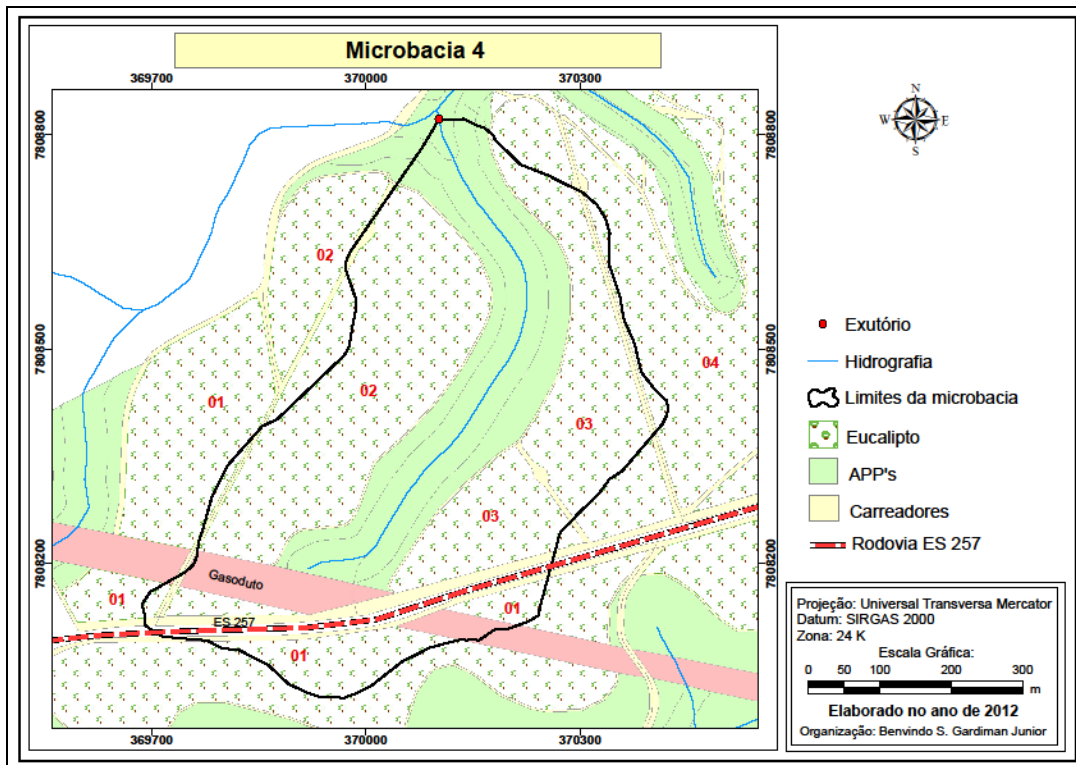 Microbacia 4
369700 370000 370300
7808800 7808800
N
W E
S
02
7808500 7808500
04
02
01
03
03
7808200 7808200
Gasoduto
01
01
ES 257
01
Exutório
Hidrografia
Limites da microbacia
Eucalipto
APP's
Carreadores
Rodovia ES 257
369700 370000 370300
Projeção: Universal Transversa Mercator
Datum: SIRGAS 2000
Zona: 24 K
Escala Gráfica:
0 50 100 200 300
m
Elaborado no ano de 2012
Organização: Benvindo S. Gardiman Junior